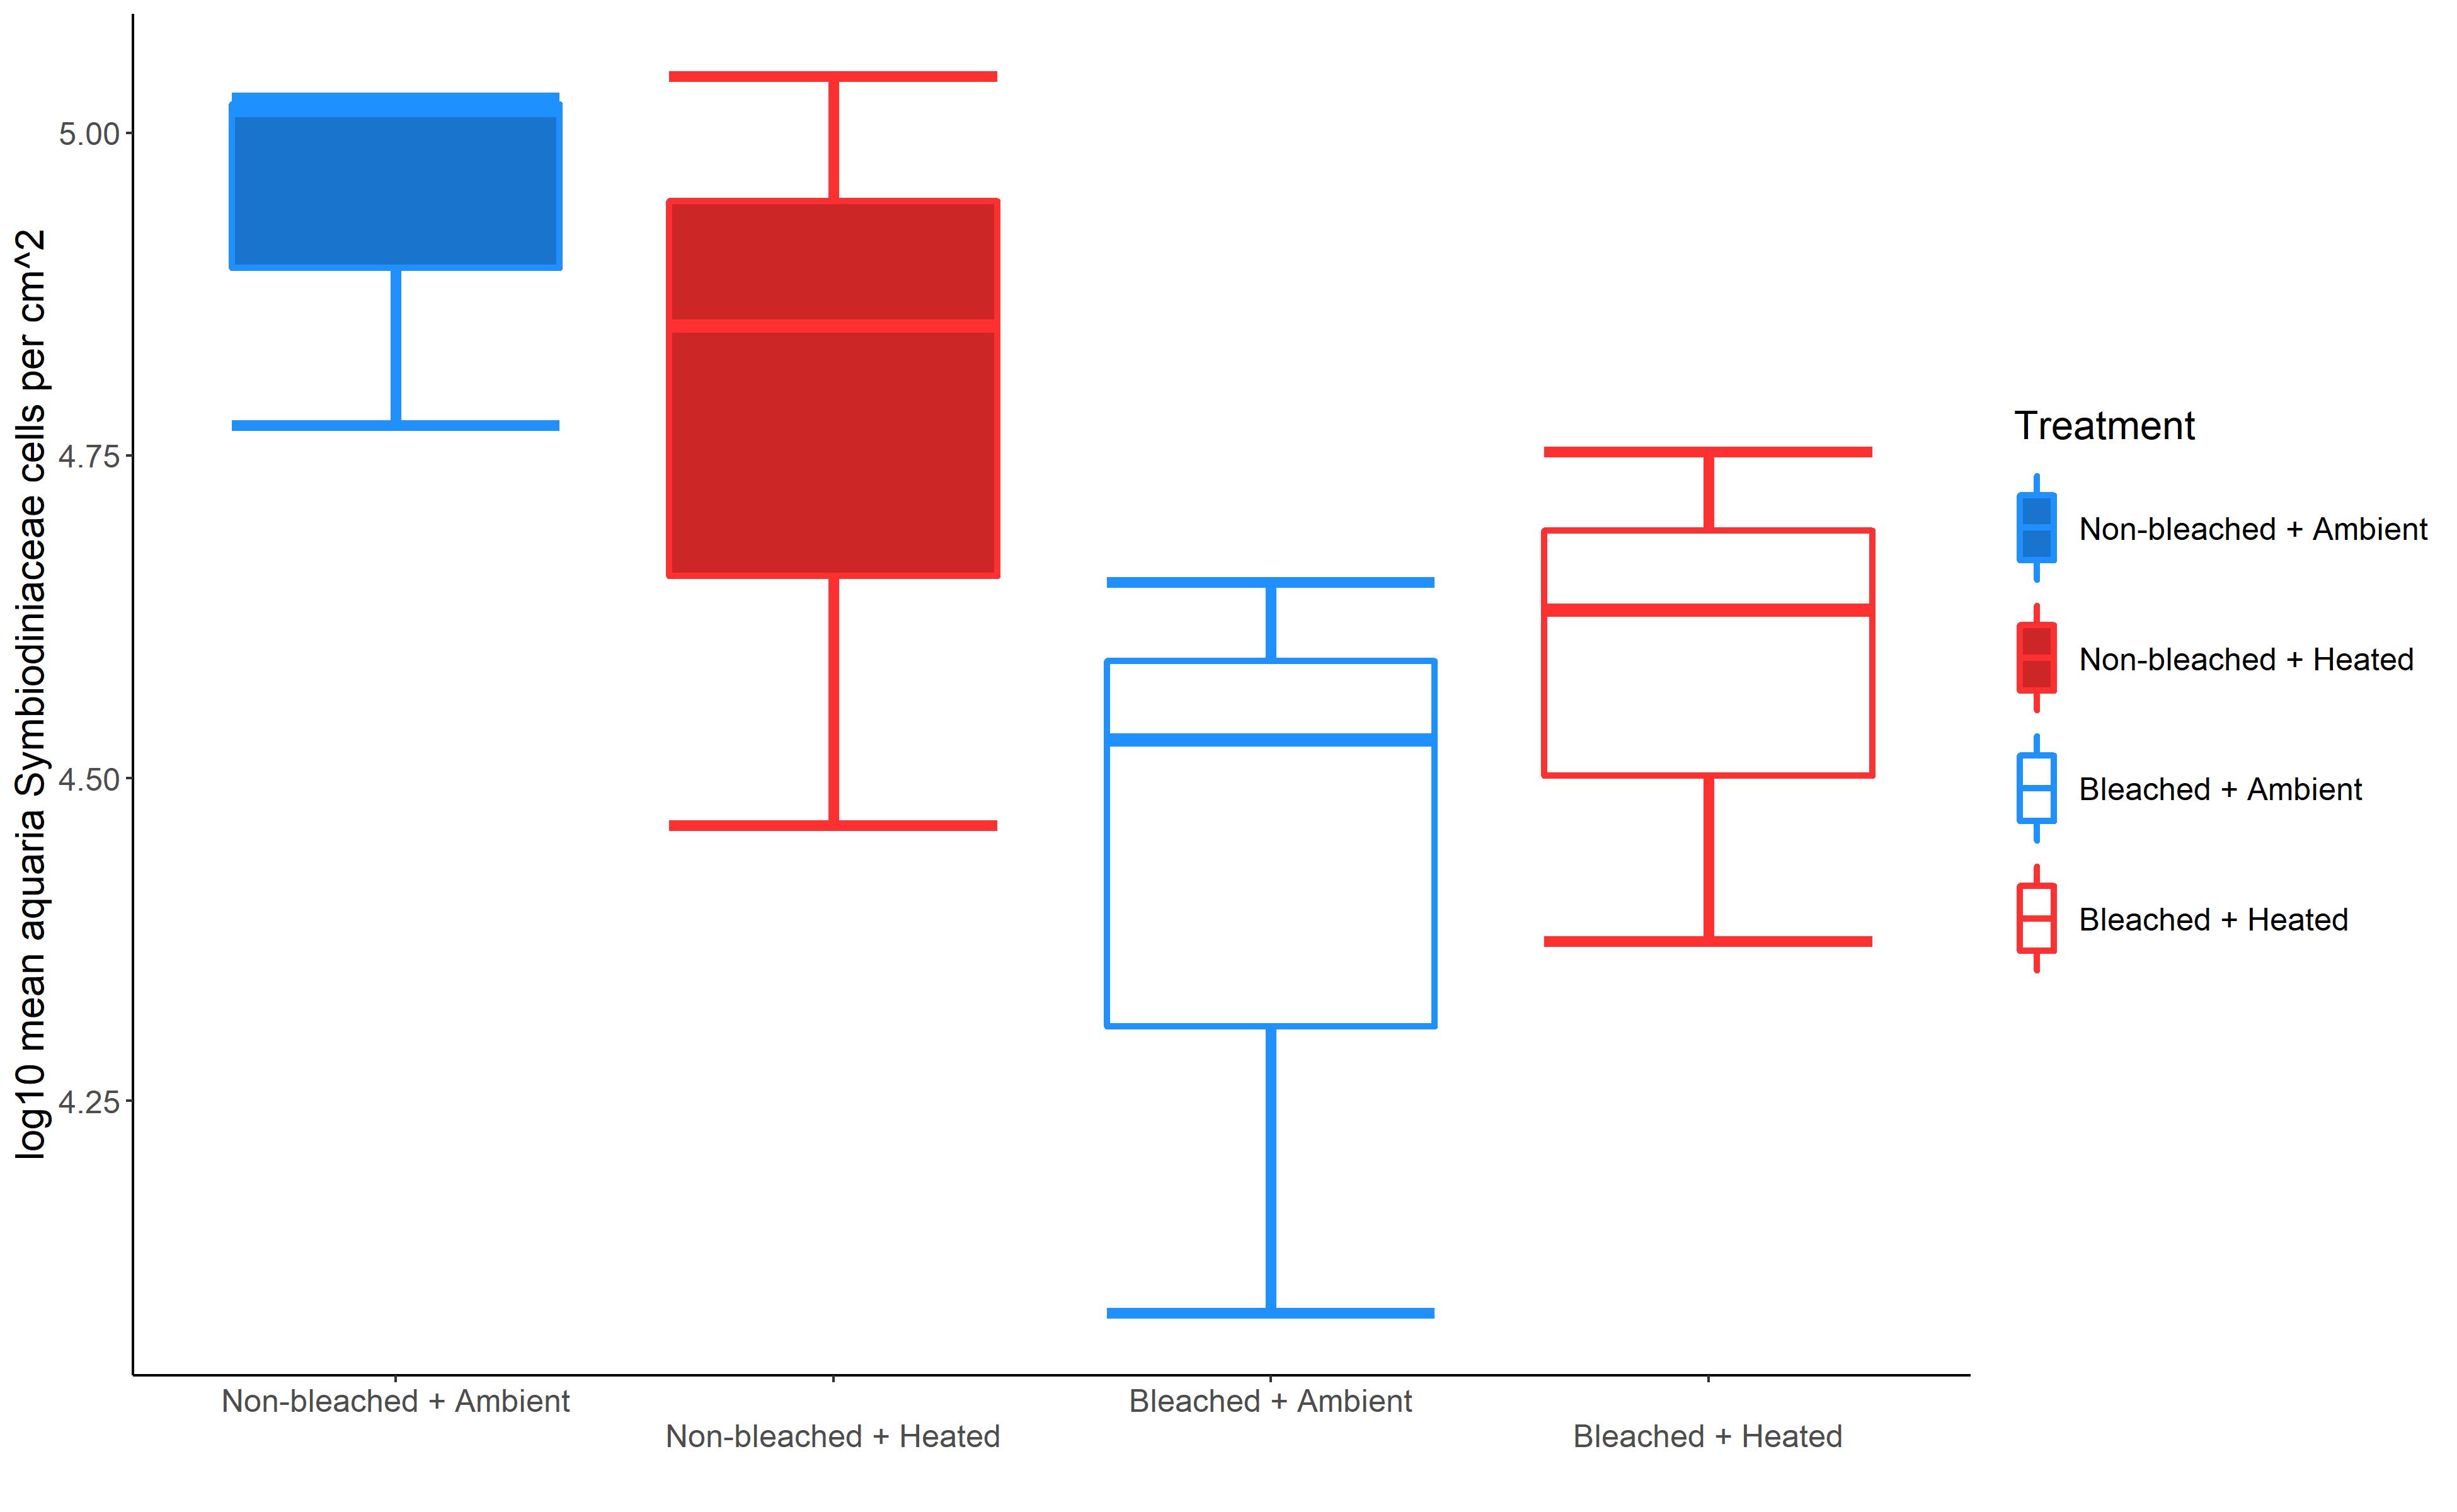 log10 mean aquaria Symbiodiniaceae cells per cm^2
5.00
4.75
4.50
4.25
Non-bleached + Ambient
Non-bleached + Heated
Bleached + Ambient
Bleached + Heated
Treatment
Non-bleached + Ambient
Non-bleached + Heated
Bleached + Ambient
Bleached + Heated